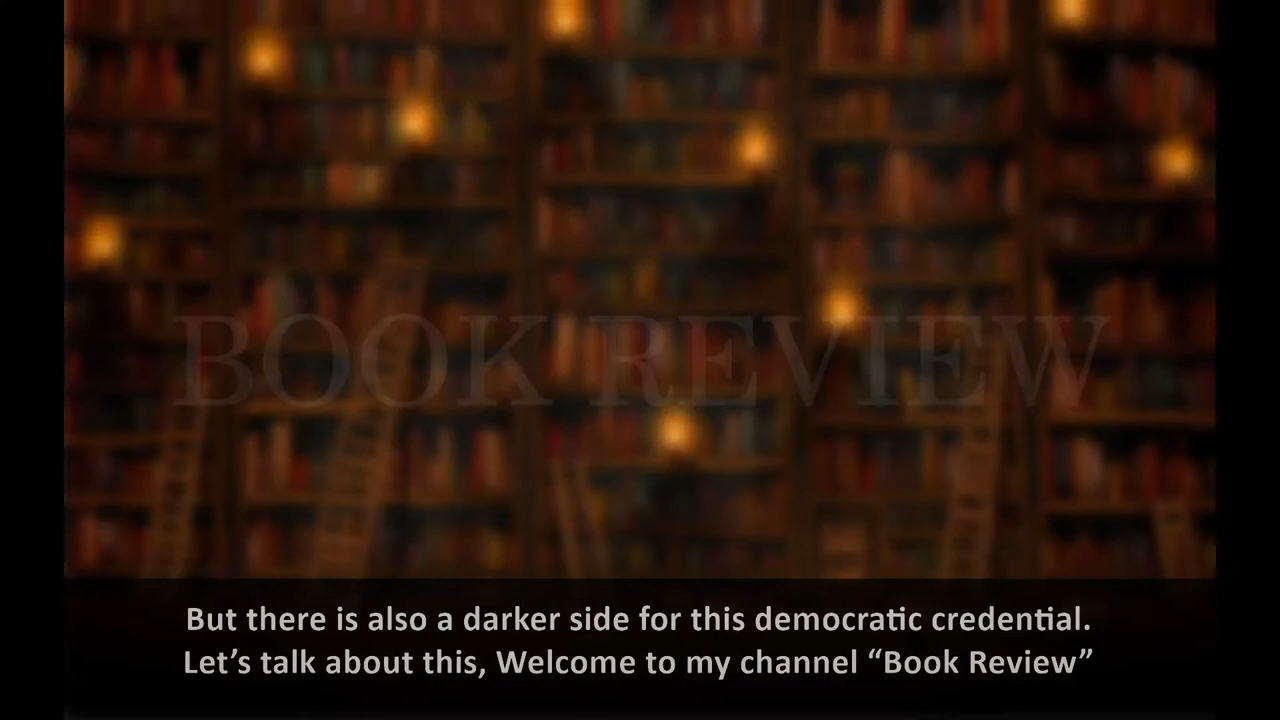 BOOK REVIEW
But there is also a darker side for this democratic credential.
Let’s talk about this, Welcome to my channel “Book Review”